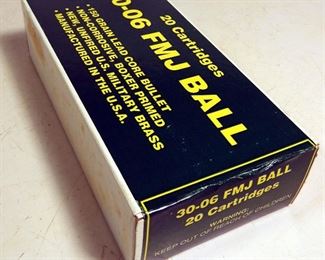 20 Cartridges
30-06 FMJ BALL
• 150 GRAIN LEAD CORE BULLET
• NON-CORROSIVE, BOXER PRIMED
• NEW, UNFIRED U.S. MILITARY BRASS
• MANUFACTURED IN THE U.S.A.
30-06 FMJ BALL
20 Cartridges
WARNING:
KEEP OUT OF REACH OF CHILDREN